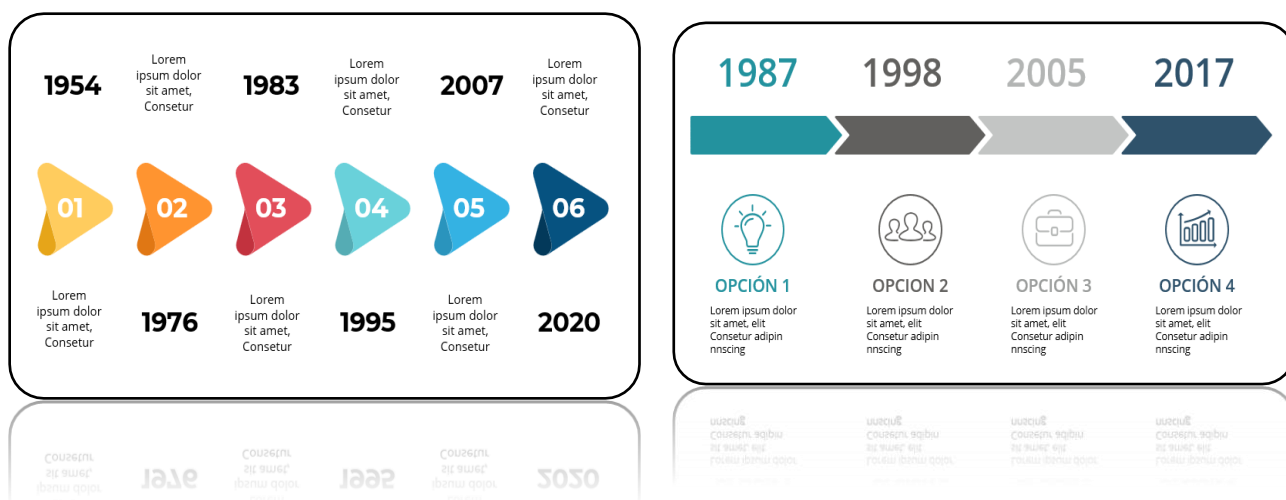 1954
Lorem
ipsum dolor
sit amet,
Consetur
1983
Lorem
ipsum dolor
sit amet,
Consetur
2007
Lorem
ipsum dolor
sit amet,
Consetur
01
02
03
04
05
06
Lorem
ipsum dolor
sit amet,
Consetur
1976
Lorem
ipsum dolor
sit amet,
Consetur
1995
Lorem
ipsum dolor
sit amet,
Consetur
2020
1987
1998
2005
2017
OPCIÓN 1
Lorem ipsum dolor
sit amet, elit
Consetur adipin
nnscing
OPCION 2
Lorem ipsum dolor
sit amet, elit
Consetur adipin
nnscing
OPCIÓN 3
Lorem ipsum dolor
sit amet, elit
Consetur adipin
nnscing
OPCIÓN 4
Lorem ipsum dolor
sit amet, elit
Consetur adipin
nnscing